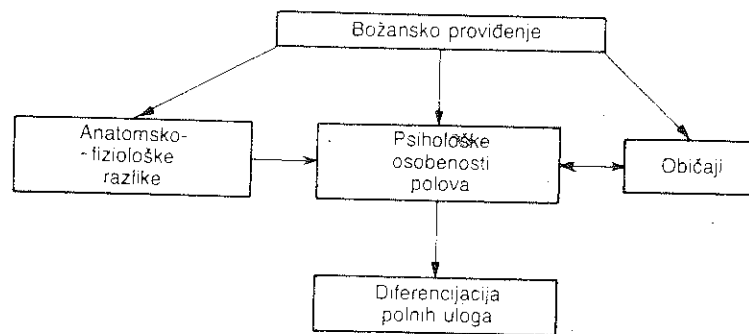 Božansko proviđenje
Anatomsko-
-fiziološke
razlike
Psihološke
osobenosti
polova
Običaji
Diferencijacija
polnih uloga